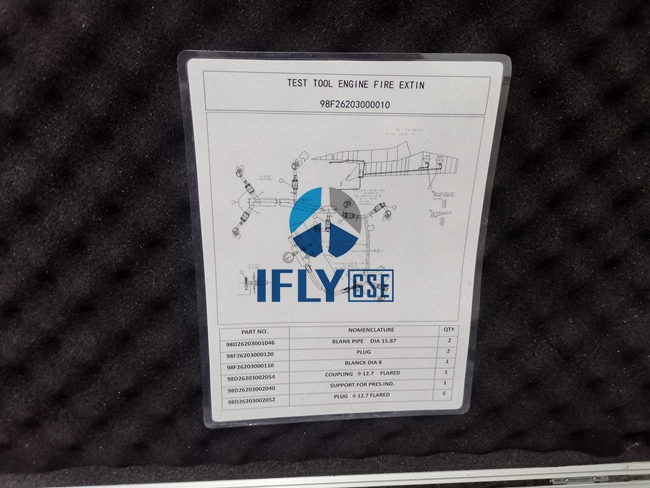 TEST TOOL ENGINE FIRE EXTIN
98F26203000010
IFLY GSE
PART NO. NOMENCLATURE QTY
98D26203001046 BLANK PIPE DIA 15.87 2
98F26203000120 PLUG 2
98F26203000110 BLANCK DIA 8 1
98D26203002054 COUPLING ϕ12.7 FLARED 1
98D26203002040 SUPPORT FOR PRES.IND. 1
98D26203002052 PLUG ϕ12.7 FLARED 5